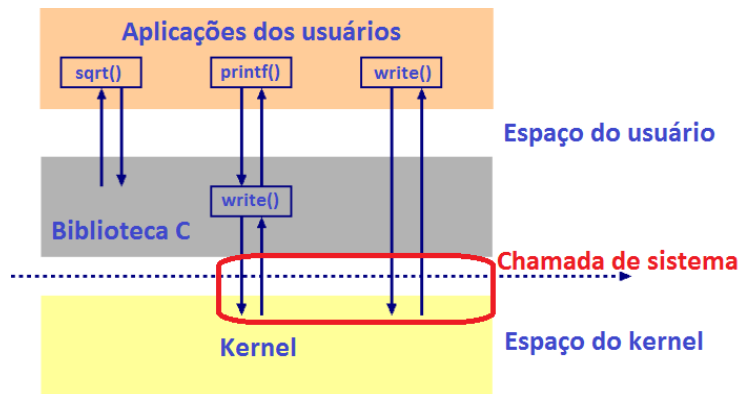 Aplicações dos usuários
sqrt()
printf()
write()
Espaço do usuário
write()
Biblioteca C
Chamada de sistema
Kernel
Espaço do kernel